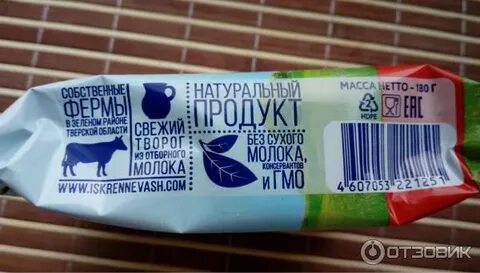 СОБСТВЕННЫЕ
ФЕРМЫ
В ЗЕЛЕНОМ РАЙОНЕ
ТВЕРСКОЙ ОБЛАСТИ
СВЕЖИЙ
ТВОРОГ
ИЗ ОТБОРНОГО
МОЛОКА
WWW.ISKRENNEVASH.COM
НАТУРАЛЬНЫЙ
ПРОДУКТ
БЕЗ СУХОГО
МОЛОКА,
КОНСЕРВАНТОВ
И ГМО
МАССА НЕТТО - 180 Г
2
HDPE
EAC
4 607053 221251
ОТЗОВИК